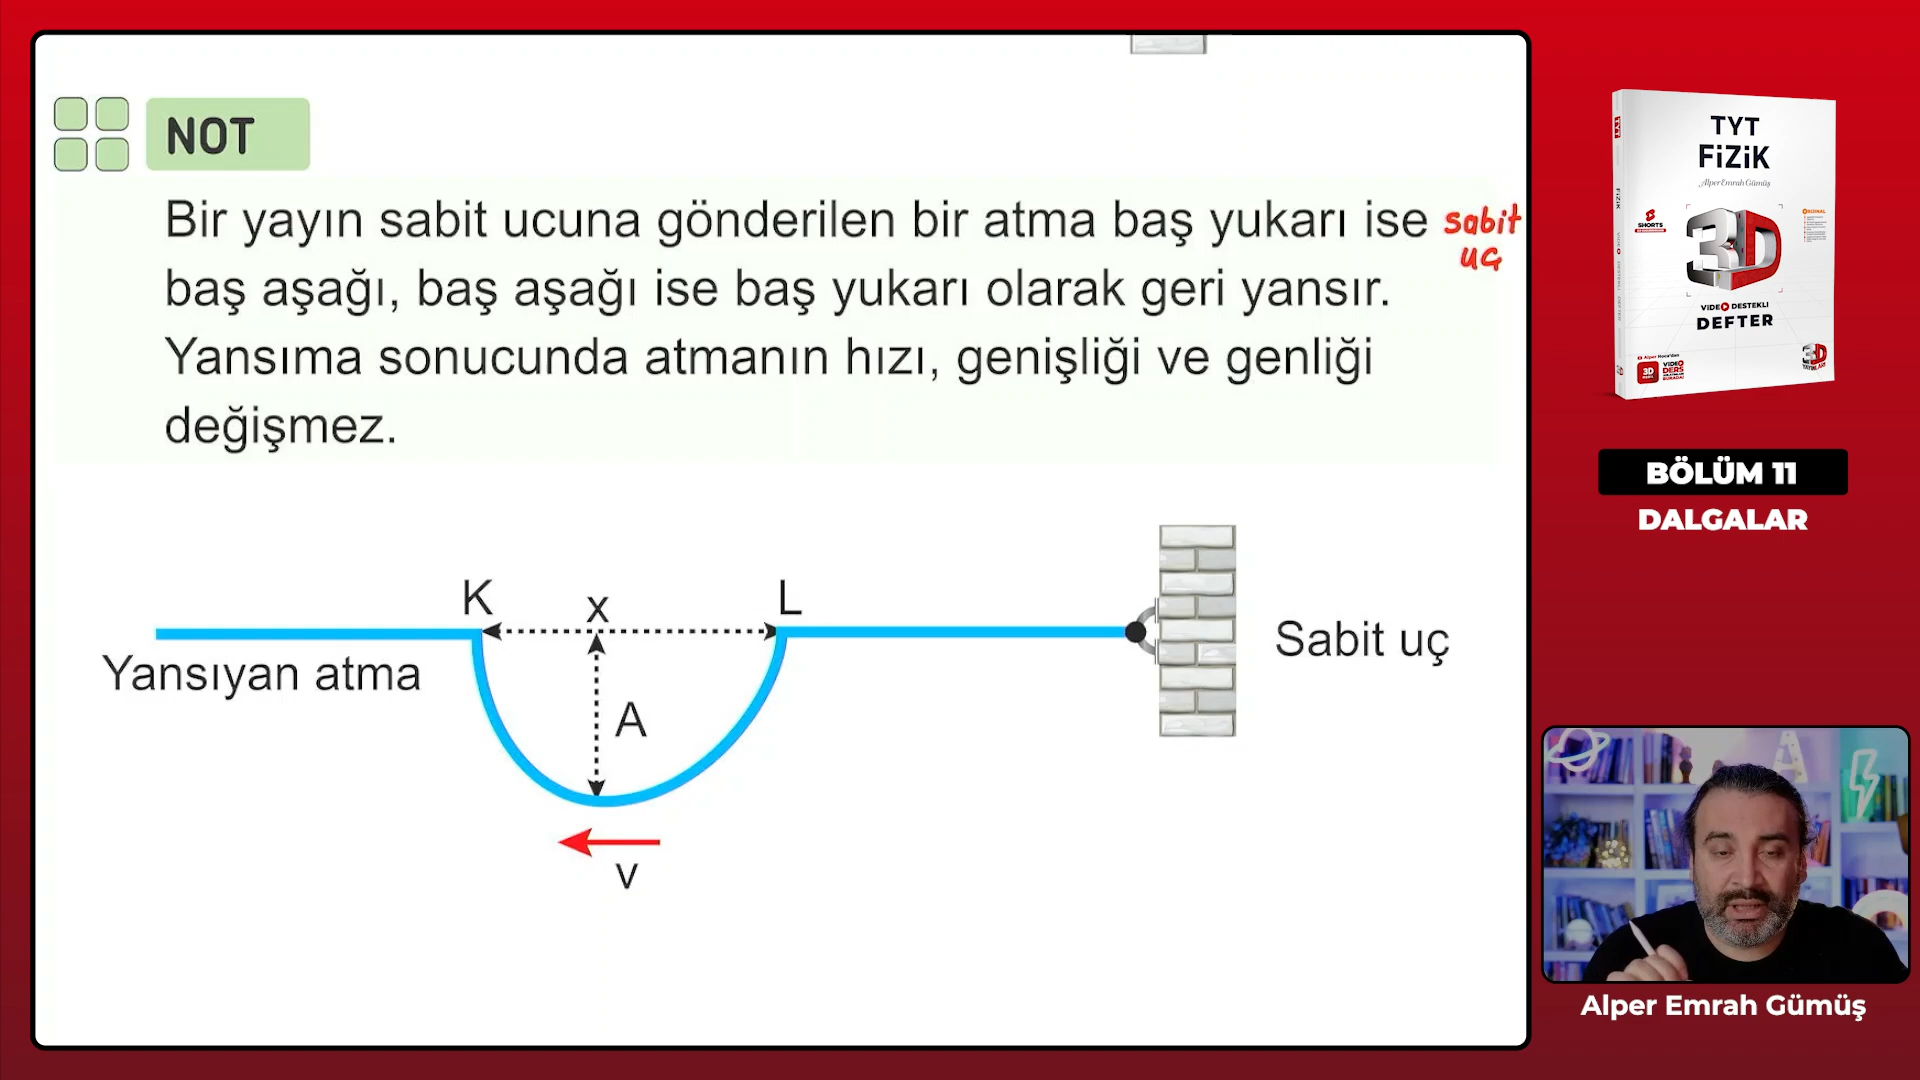 NOT
Bir yayın sabit ucuna gönderilen bir atma baş yukarı ise
baş aşağı, baş aşağı ise baş yukarı olarak geri yansır.
Yansıma sonucunda atmanın hızı, genişliği ve genliği
değişmez.
sabit
uç
K
x
L
A
v
Yansıyan atma
Sabit uç
TYT
FİZİK
Alper Emrah Gümüş
SHORTS
3D
VIDEO DESTEKLI
DEFTER
BÖLÜM 11
DALGALAR
A
Alper Emrah Gümüş